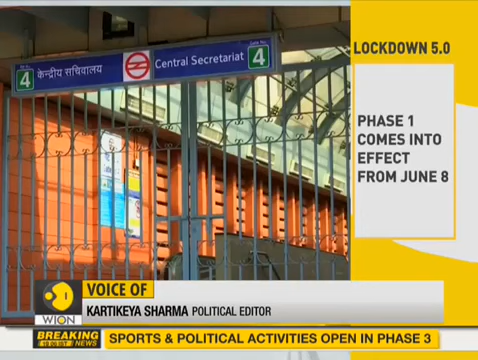 4
केन्द्रीय सचिवालय
Central Secretariat
4
LOCKDOWN 5.0
PHASE 1
COMES INTO
EFFECT
FROM JUNE 8
VOICE OF
KARTIKEYA SHARMA POLITICAL EDITOR
WION
BREAKING
NEWS
SPORTS & POLITICAL ACTIVITIES OPEN IN PHASE 3